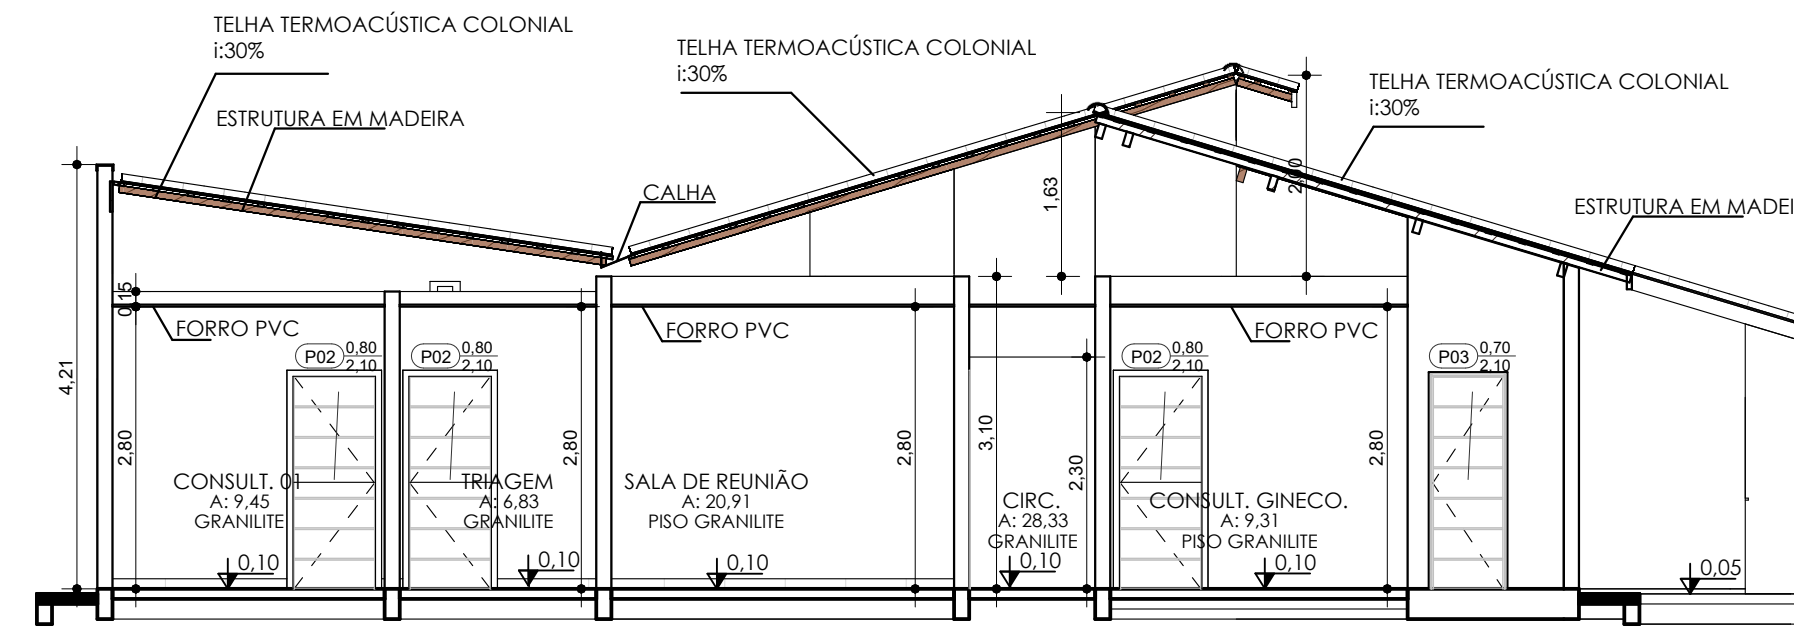 TELHA TERMOACÚSTICA COLONIAL
i:30%
TELHA TERMOACÚSTICA COLONIAL
i:30%
TELHA TERMOACÚSTICA COLONIAL
i:30%
ESTRUTURA EM MADEIRA
CALHA
ESTRUTURA EM MADEI
1,63
0,15
FORRO PVC
FORRO PVC
FORRO PVC
4,21
P02 0,80
2,10
P02 0,80
2,10
P02 0,80
2,10
P03 0,70
2,10
2,80
2,80
2,80
3,10
2,30
2,80
CONSULT. 01
A: 9,45
GRANILITE
TRIAGEM
A: 6,83
GRANILITE
SALA DE REUNIÃO
A: 20,91
PISO GRANILITE
CIRC.
A: 28,33
GRANILITE
CONSULT. GINECO.
A: 9,31
PISO GRANILITE
0,10
0,10
0,10
0,10
0,10
0,05